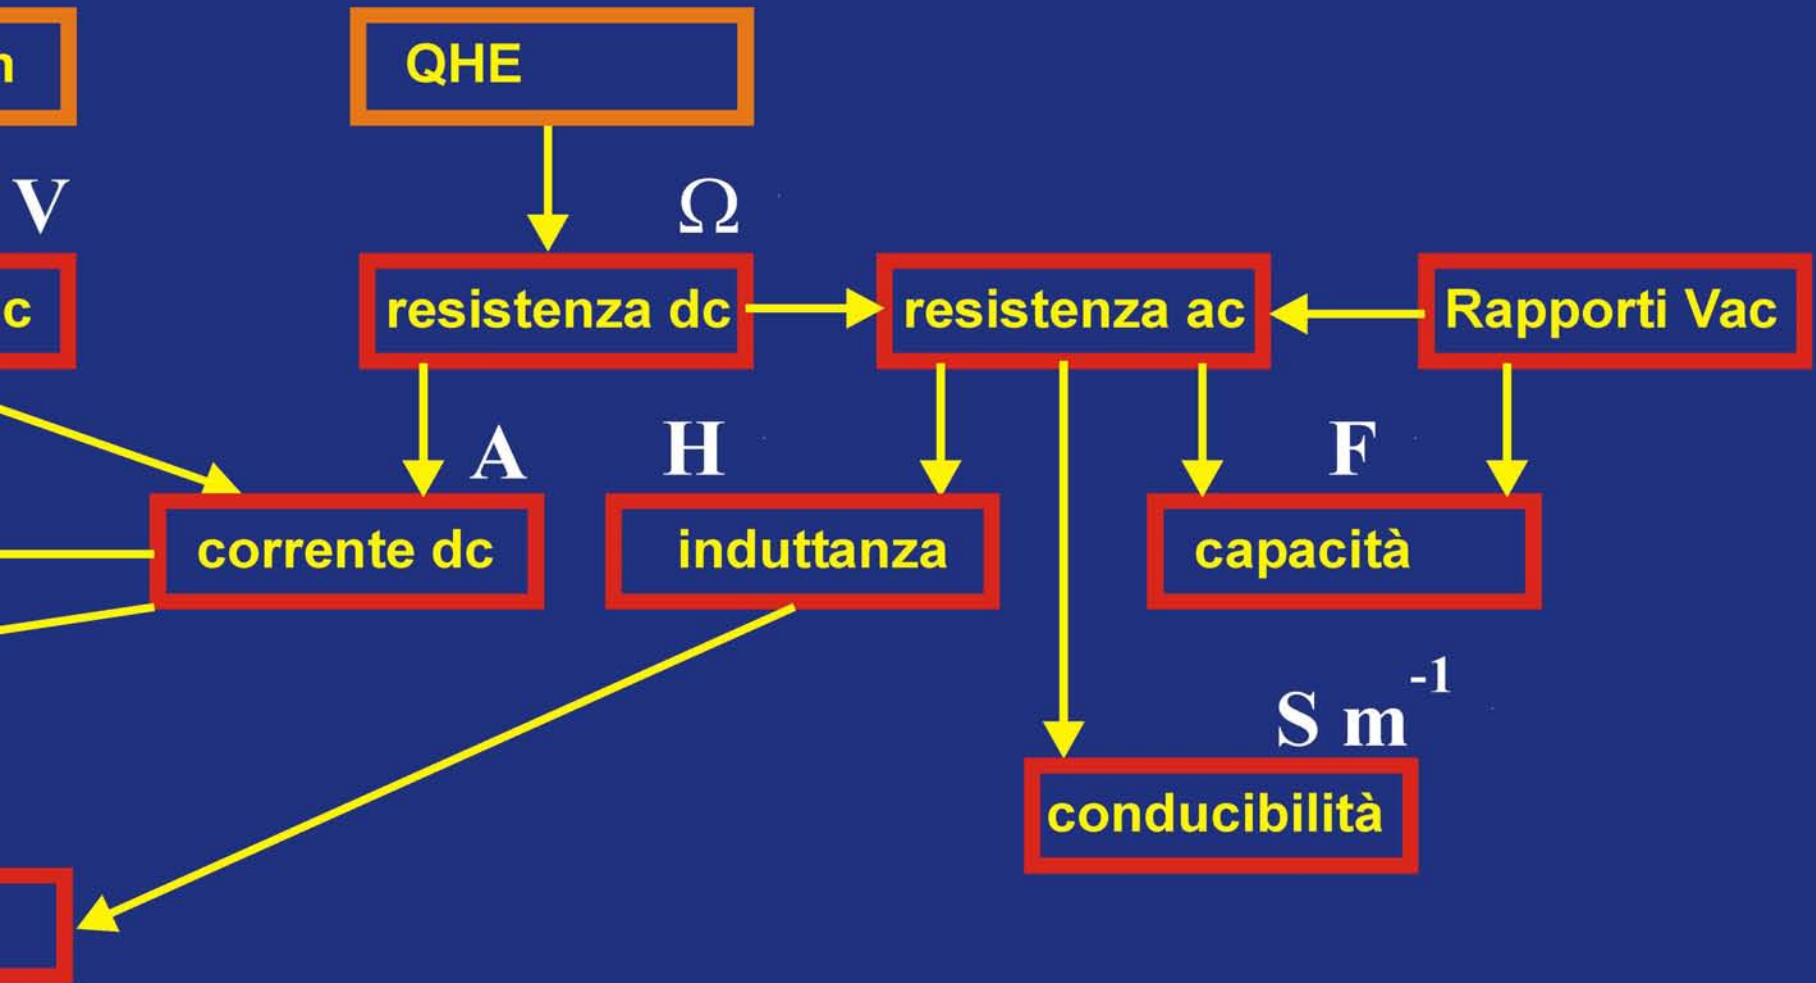 n
QHE
V
Ω
c
resistenza dc
resistenza ac
Rapporti Vac
A
H
F
corrente dc
induttanza
capacità
S m⁻¹
conducibilità